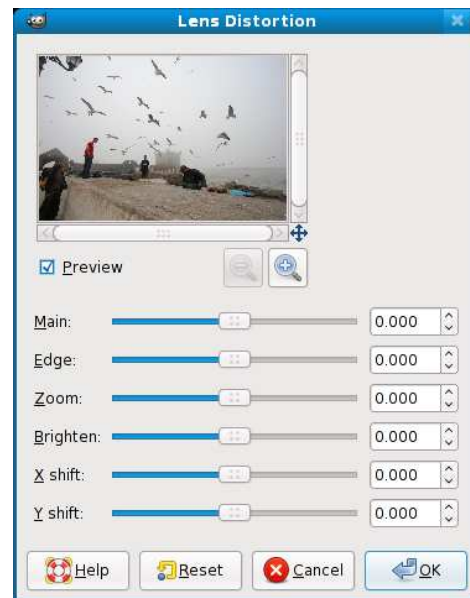 Lens Distortion
Preview
Main: 0.000
Edge: 0.000
Zoom: 0.000
Brighten: 0.000
X shift: 0.000
Y shift: 0.000
Help Reset Cancel OK